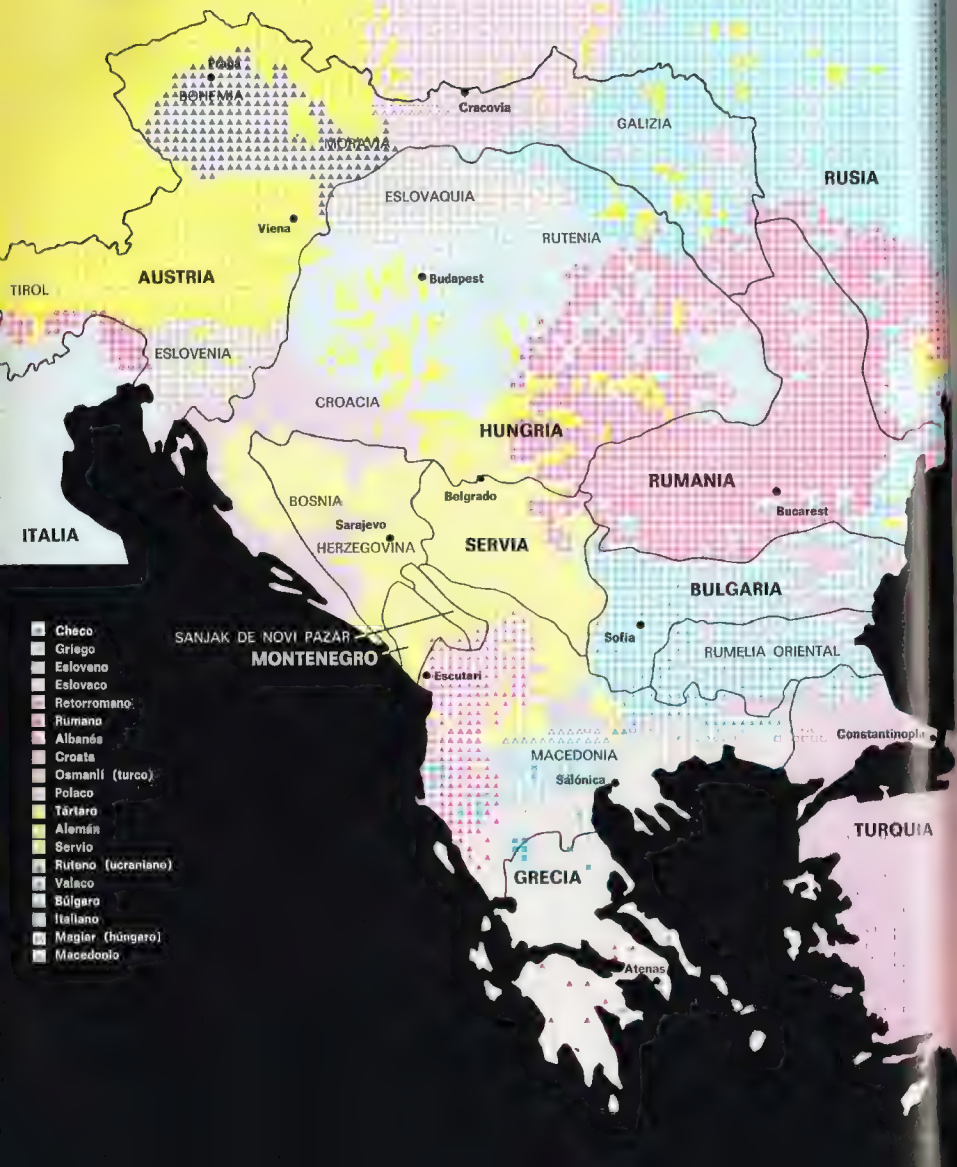 Praga
BOHEMIA
Cracovia
GALIZIA
MORAVIA
RUSIA
ESLOVAQUIA
Viena
RUTENIA
AUSTRIA
Budapest
TIROL
ESLOVENIA
CROACIA
HUNGRIA
RUMANIA
BOSNIA
Belgrado
Bucarest
Sarajevo
ITALIA
HERZEGOVINA
SERVIA
BULGARIA
SANJAK DE NOVI PAZAR
Sofia
RUMELIA ORIENTAL
MONTENEGRO
Escutari
Constantinopla
MACEDONIA
Salónica
TURQUIA
GRECIA
Atenas
Checo
Griego
Esloveno
Eslovaco
Retorromano
Rumano
Albanés
Croata
Osmanlí (turco)
Polaco
Tártaro
Alemán
Servio
Ruteno (ucraniano)
Valaco
Búlgaro
Italiano
Magiar (húngaro)
Macedonio